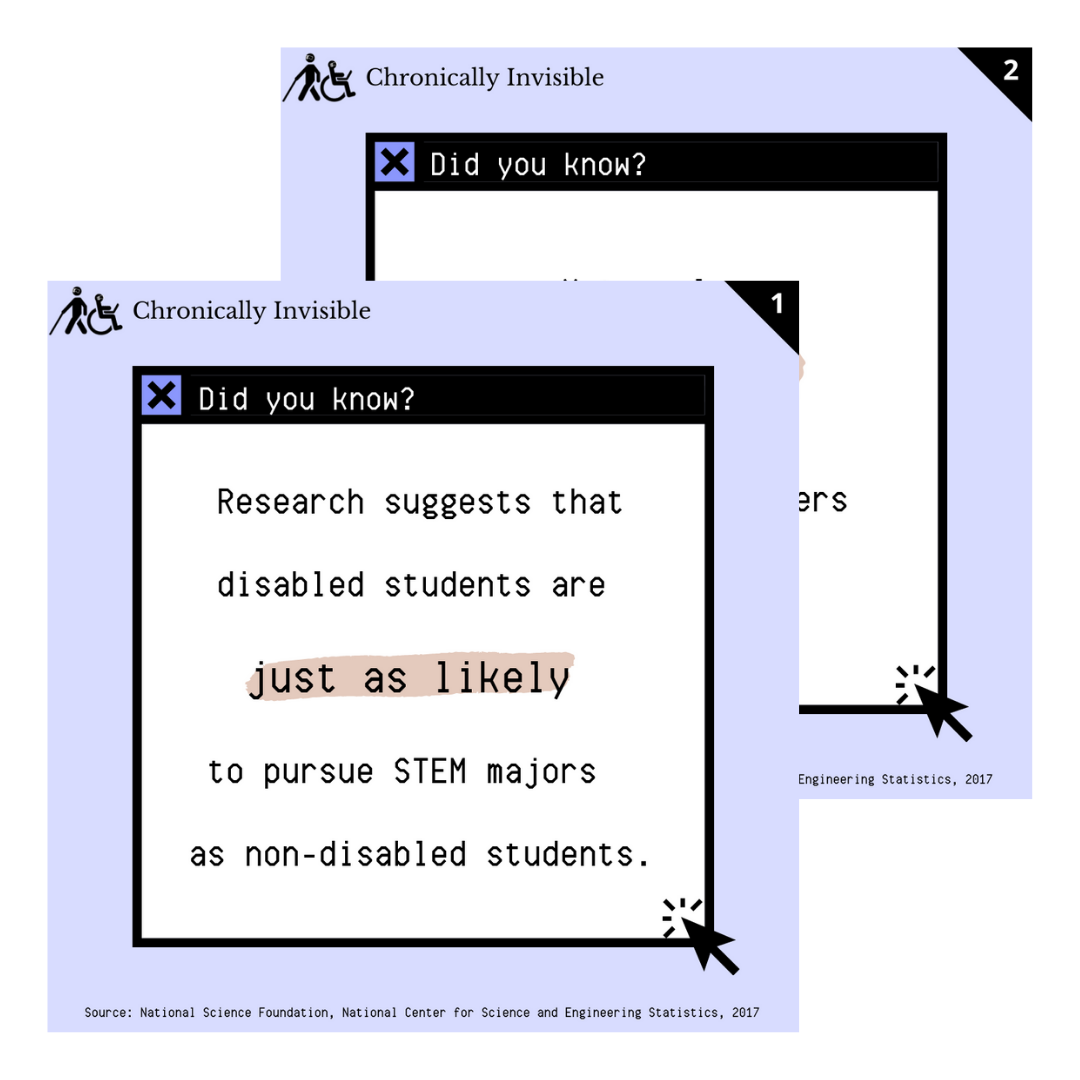 Chronically Invisible
2
Did you know?
Chronically Invisible
1
Did you know?
Research suggests that
disabled students are
just as likely
to pursue STEM majors
as non-disabled students.
Engineering Statistics, 2017
Source: National Science Foundation, National Center for Science and Engineering Statistics, 2017